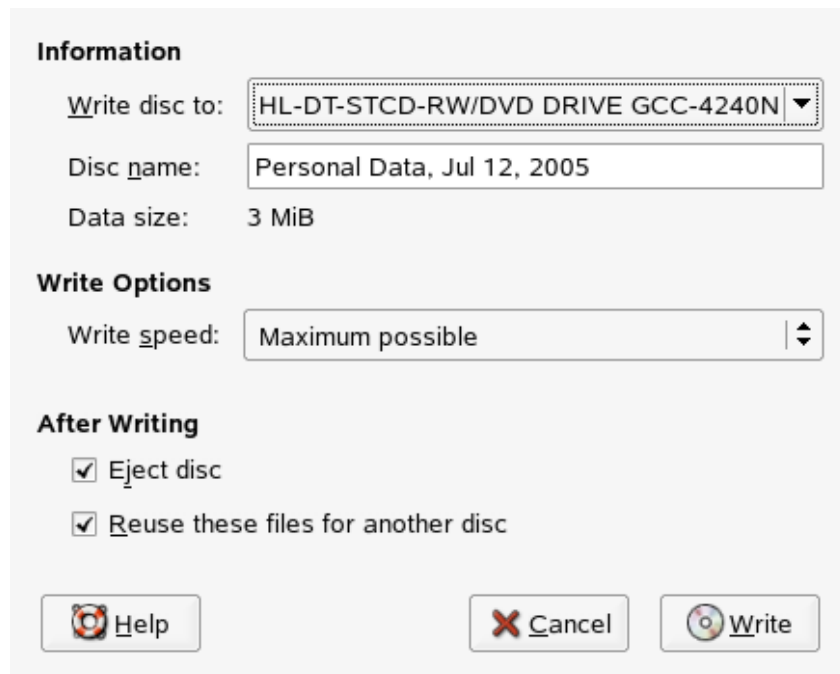 Information
Write disc to: HL-DT-STCD-RW/DVD DRIVE GCC-4240N
Disc name: Personal Data, Jul 12, 2005
Data size: 3 MiB
Write Options
Write speed: Maximum possible
After Writing
Eject disc
Reuse these files for another disc
Help Cancel Write